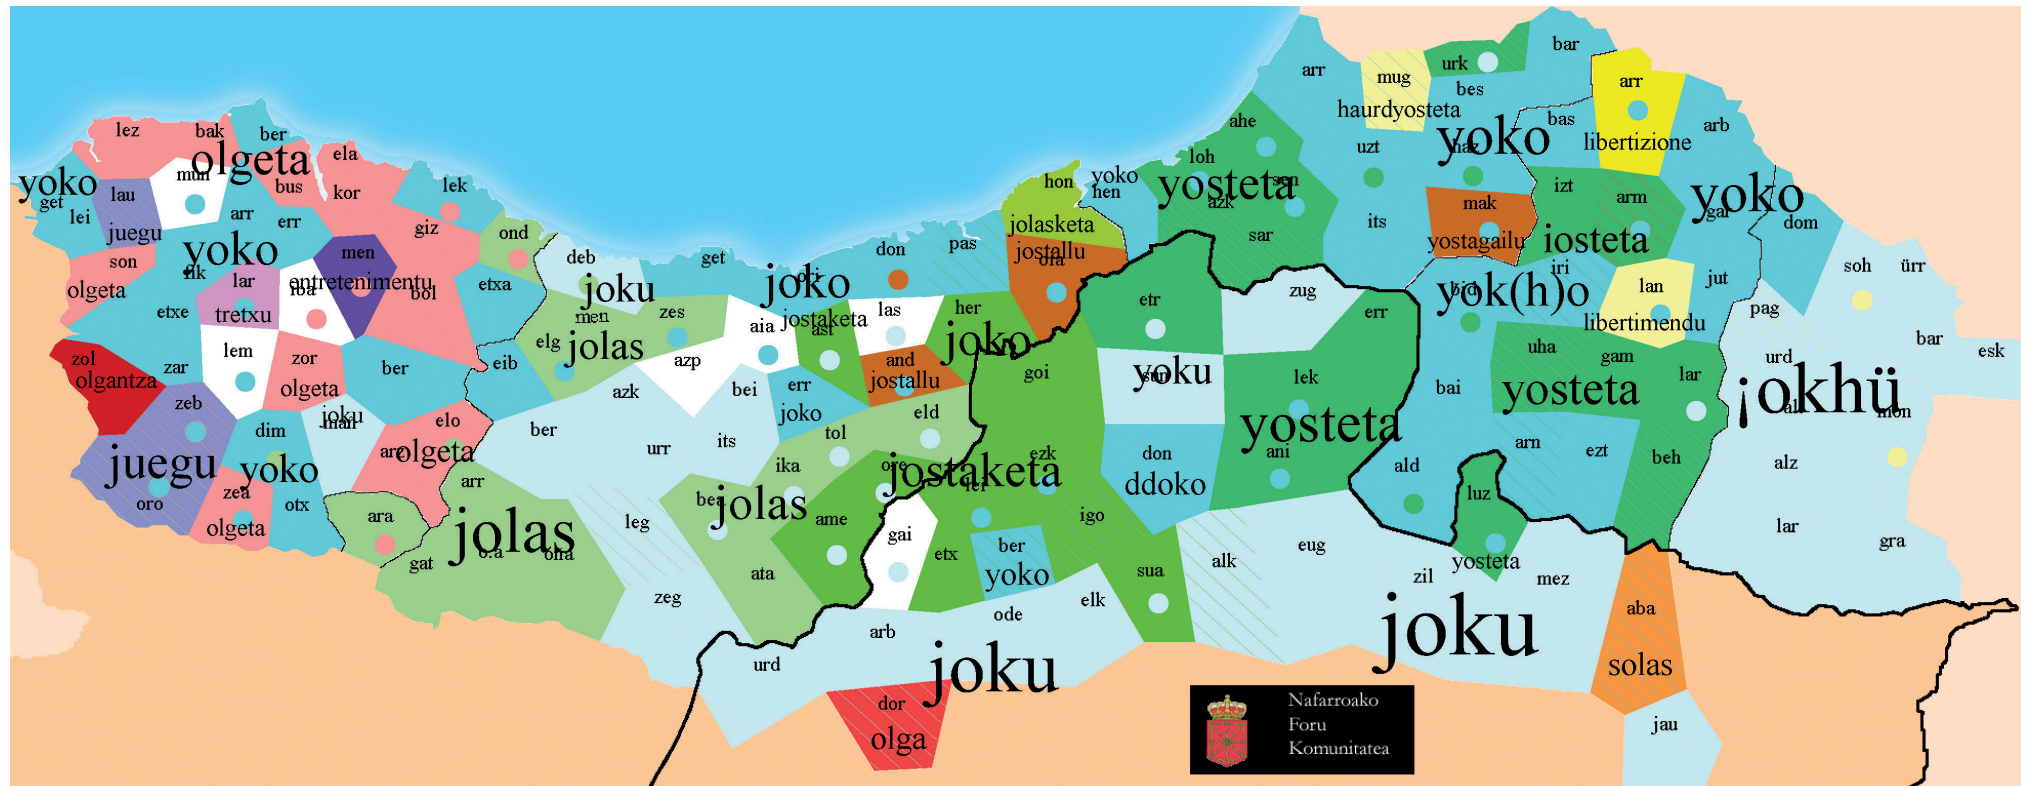 lez
bak
ber
olgeta
ela
yoko
get
lei
lau
juegu
mun
bus
kor
lek
arr
err
giz
yoko
son
olgeta
lar
tretxu
men
entretenimentu
bol
etxa
ond
etxe
zol
olgantza
zar
lem
zor
olgeta
ber
eib
zeb
juegu
oro
dim
yoko
zea
olgeta
otx
joku
elo
olgeta
ara
arr
gat
jolas
deb
joku
men
elg
jolas
zes
get
joko
don
pas
aia
jostaketa
ast
las
her
joko
azp
azk
bei
err
joko
and
jostallu
ber
urr
its
tol
eld
ika
jostaketa
leg
bea
jolas
ame
ata
zeg
hon
jolasketa
jostallu
yoko
hen
ahe
loh
yosteta
azk
sar
arr
mug
haurdyosteta
urk
bes
bar
uzt
yoko
haz
its
mak
yostagailu
bas
arr
libertizione
arb
izt
arm
iosteta
yoko
gar
dom
iri
yok(h)o
lan
libertimendu
jut
soh
ürr
pag
urd
bar
esk
¡okhü
alz
lar
gra
uha
gam
lar
yosteta
bai
arn
ezt
beh
ald
luz
yosteta
etr
zug
err
goi
yoku
lek
yosteta
ani
ezk
don
ddoko
igo
gai
etx
ber
yoko
sua
alk
eug
zil
mez
joku
elk
ode
arb
joku
urd
dor
olga
aba
solas
jau
Nafarroako
Foru
Komunitatea